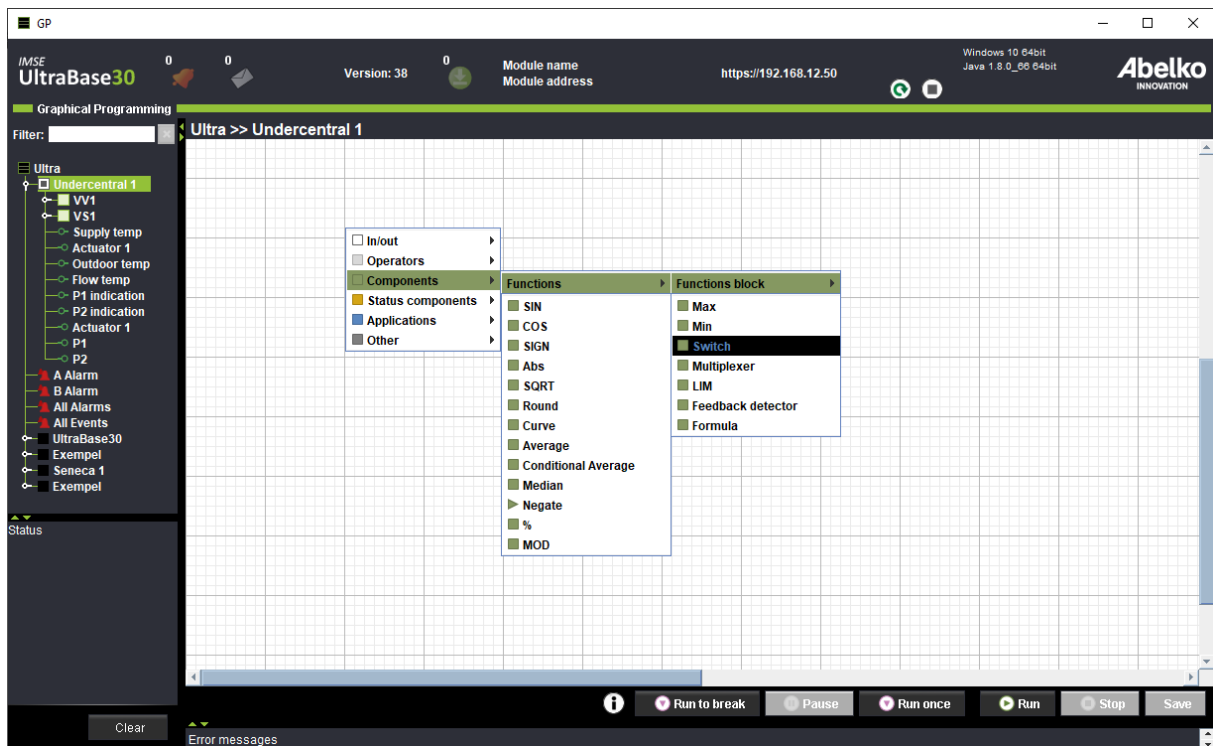 GP
IMSE
UltraBase30
0
0
Version: 38
0
Module name
Module address
https://192.168.12.50
Windows 10 64bit
Java 1.8.0_66 64bit
Abelko
INNOVATION
Graphical Programming
Filter:
Ultra >> Undercentral 1
Ultra
Undercentral 1
VV1
VS1
Supply temp
Actuator 1
Outdoor temp
Flow temp
P1 indication
P2 indication
Actuator 1
P1
P2
A Alarm
B Alarm
All Alarms
All Events
UltraBase30
Exempel
Seneca 1
Exempel
Status
Clear
In/out
Operators
Components
Status components
Applications
Other
Functions
SIN
COS
SIGN
Abs
SQRT
Round
Curve
Average
Conditional Average
Median
Negate
%
MOD
Functions block
Max
Min
Switch
Multiplexer
LIM
Feedback detector
Formula
Run to break
Pause
Run once
Run
Stop
Save
Error messages